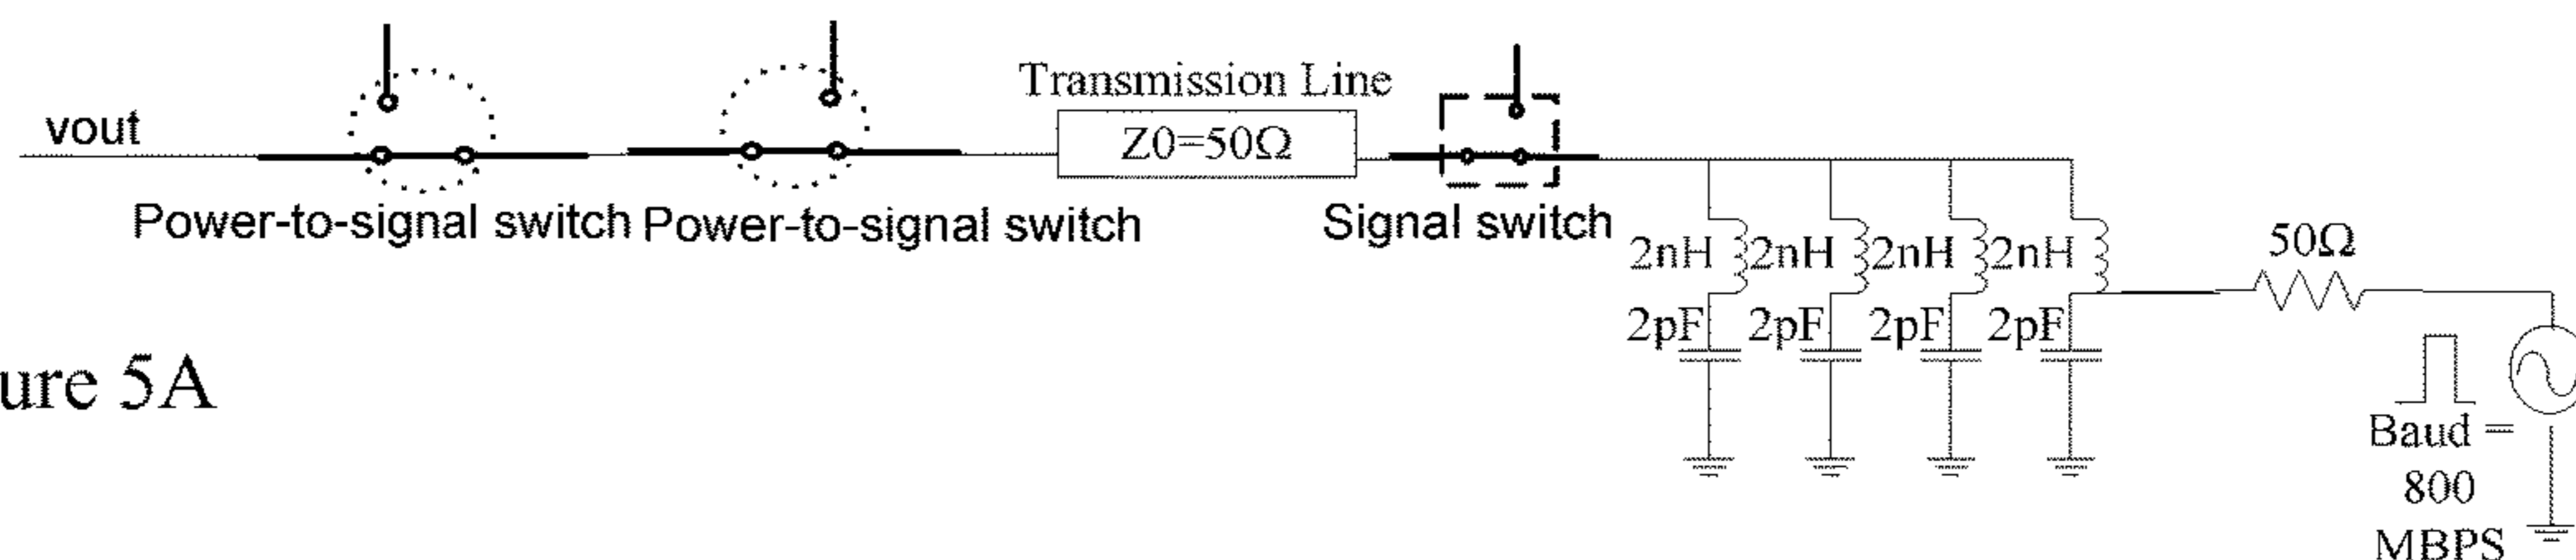 Transmission Line
vout
Z0=50Ω
Power-to-signal switch
Power-to-signal switch
Signal switch
2nH 2nH 2nH 2nH
50Ω
2pF 2pF 2pF 2pF
ure 5A
Baud =
800
MBPS